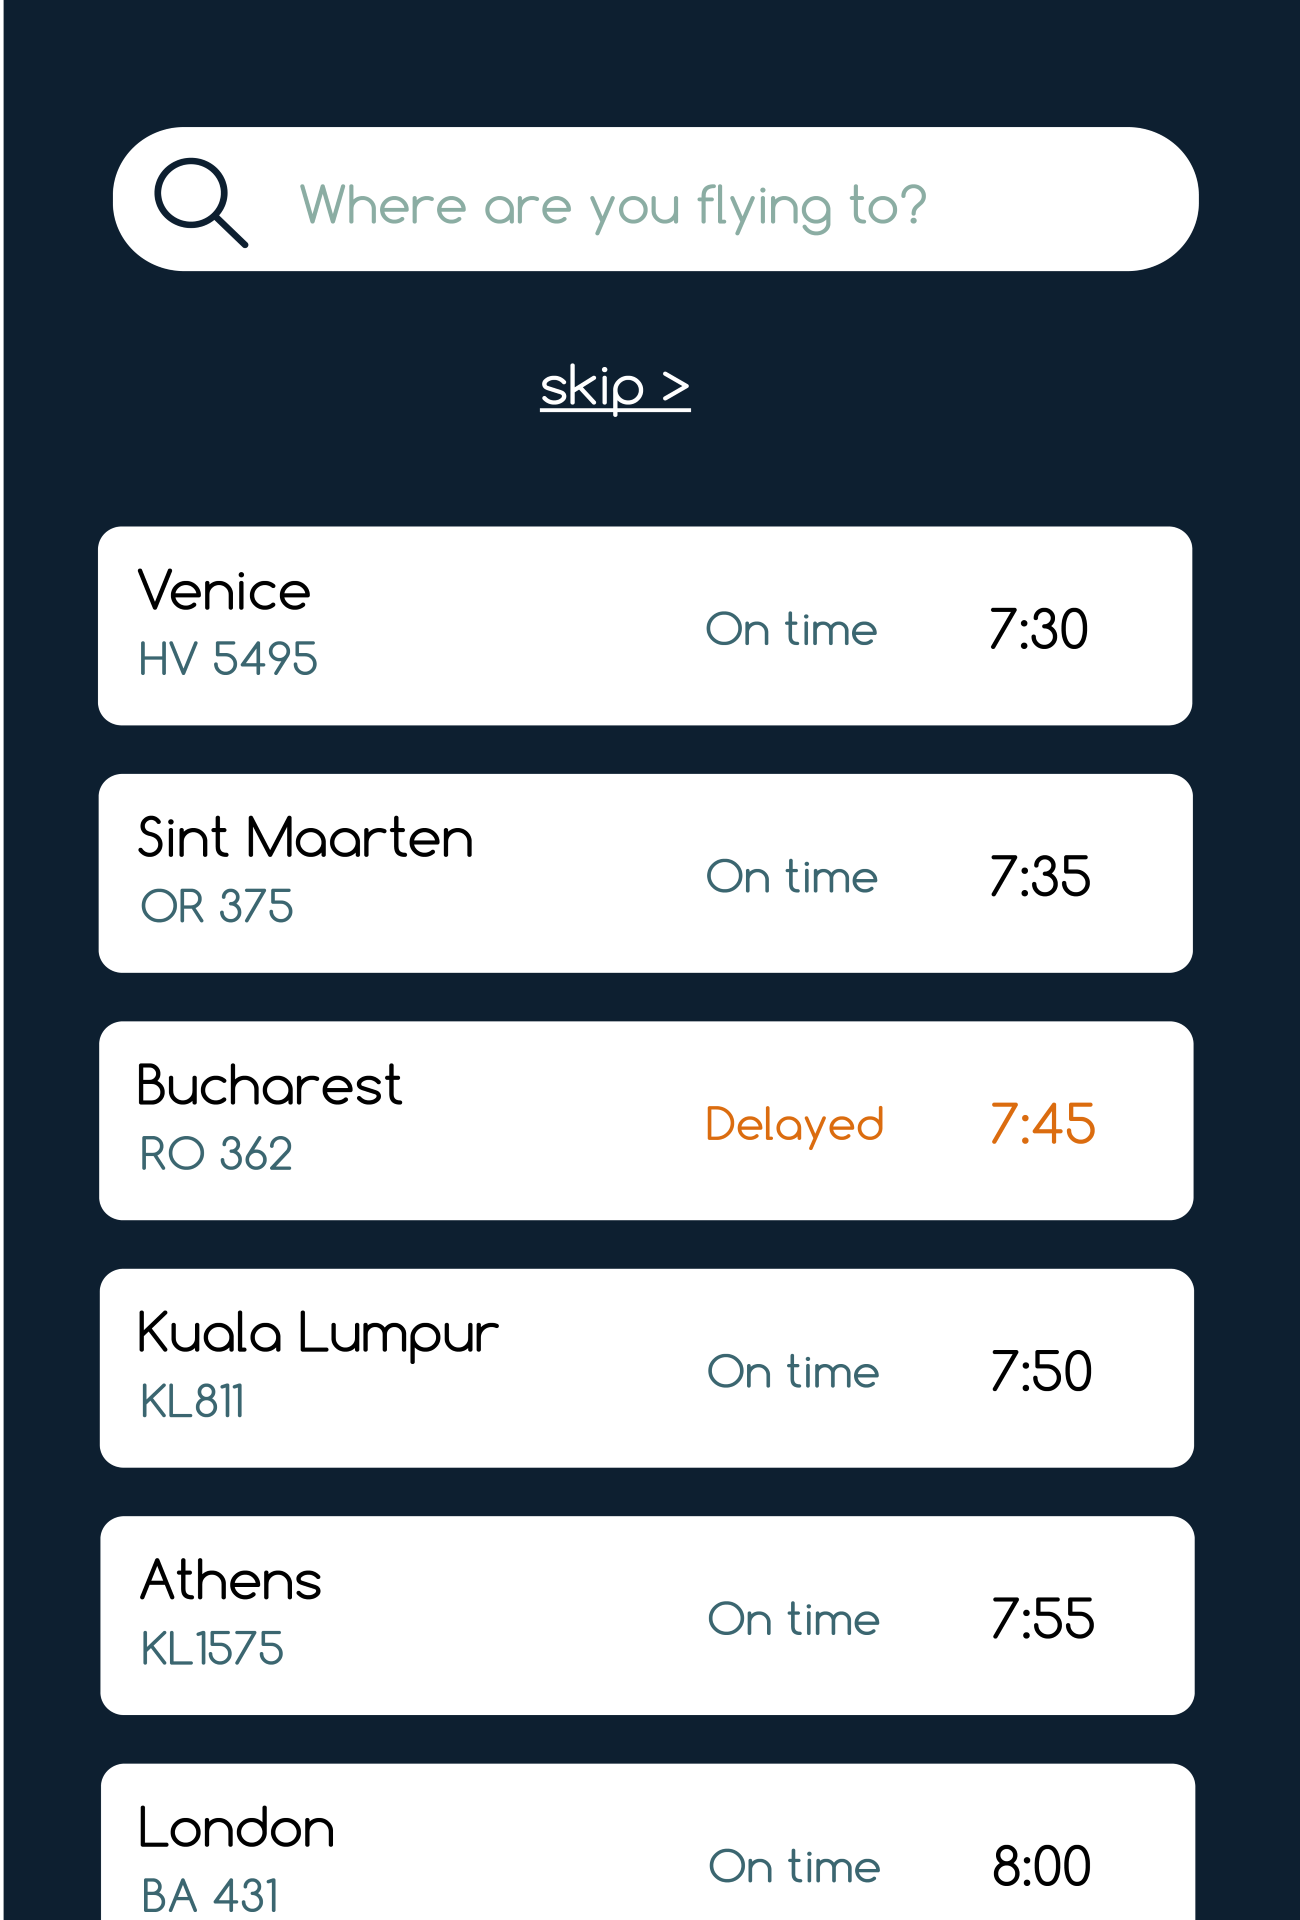 Where are you flying to?
skip >
Venice
HV 5495
On time
7:30
Sint Maarten
OR 375
On time
7:35
Bucharest
RO 362
Delayed
7:45
Kuala Lumpur
KL811
On time
7:50
Athens
KL1575
On time
7:55
London
BA 431
On time
8:00